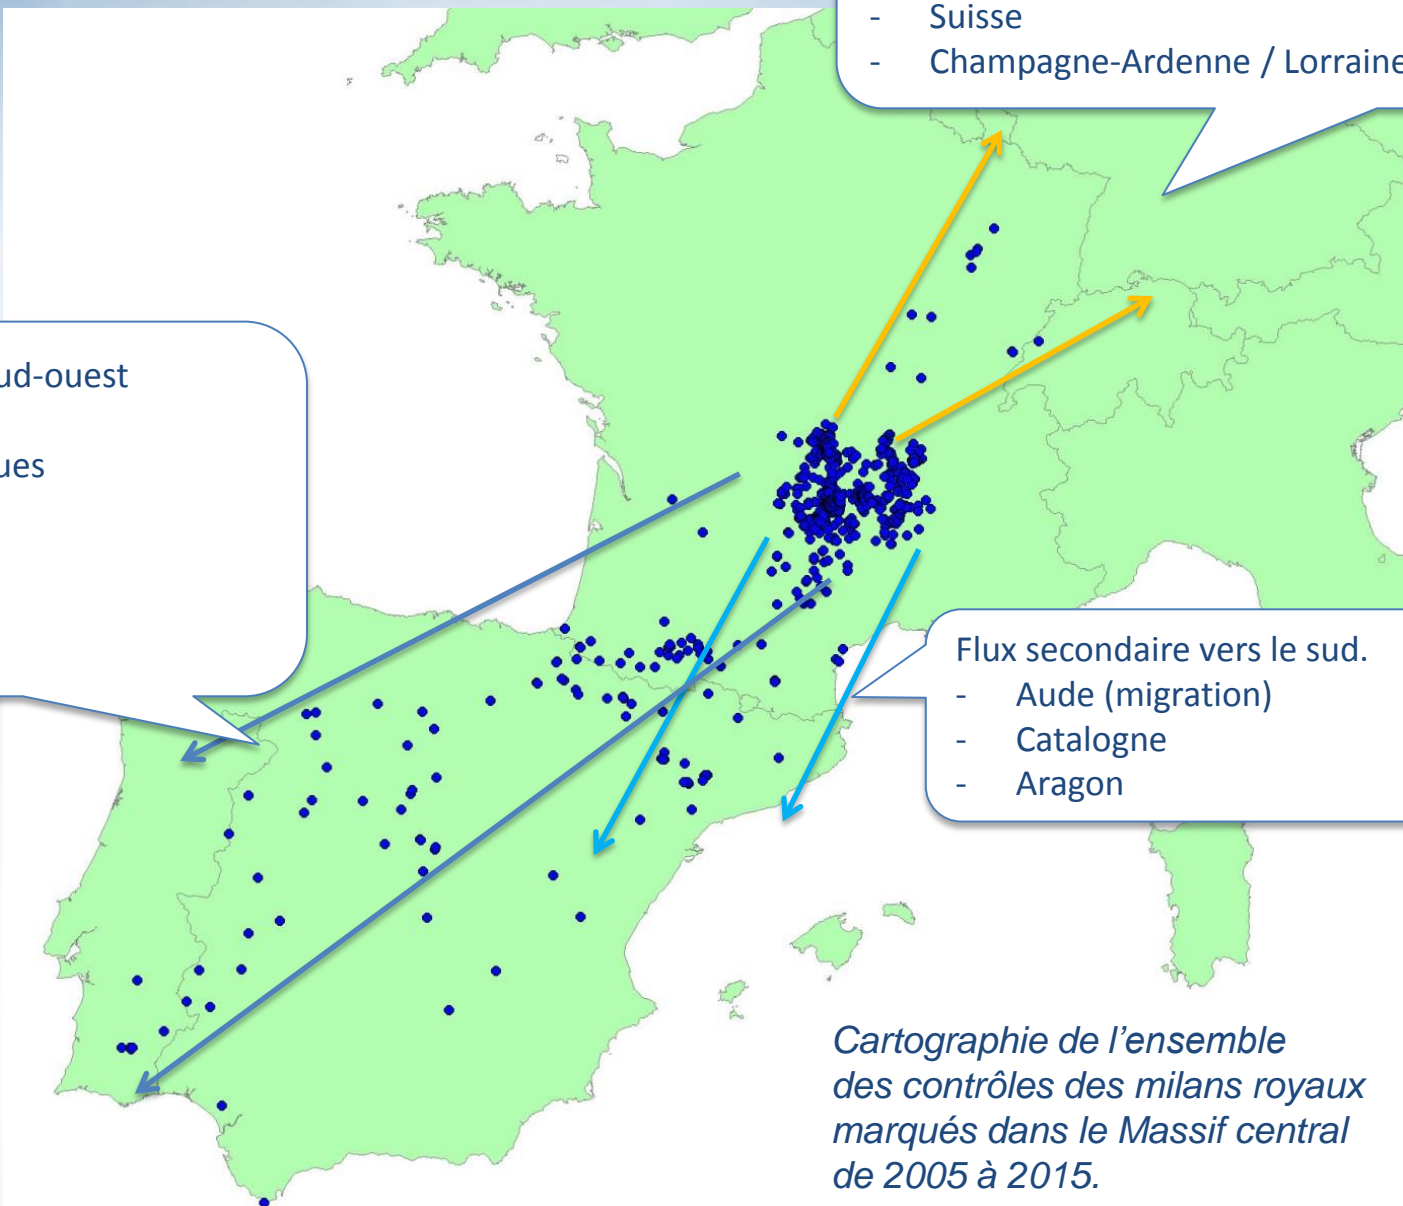 - Suisse
- Champagne-Ardenne / Lorraine
ud-ouest
ues
Flux secondaire vers le sud.
- Aude (migration)
- Catalogne
- Aragon
Cartographie de l'ensemble
des contrôles des milans royaux
marqués dans le Massif central
de 2005 à 2015.